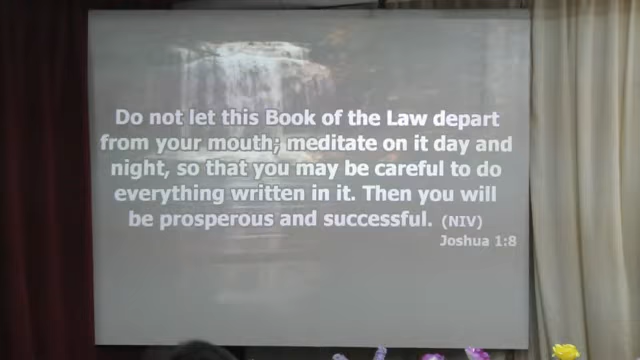 Do not let this Book of the Law depart
from your mouth; meditate on it day and
night, so that you may be careful to do
everything written in it. Then you will
be prosperous and successful. (NIV)
Joshua 1:8